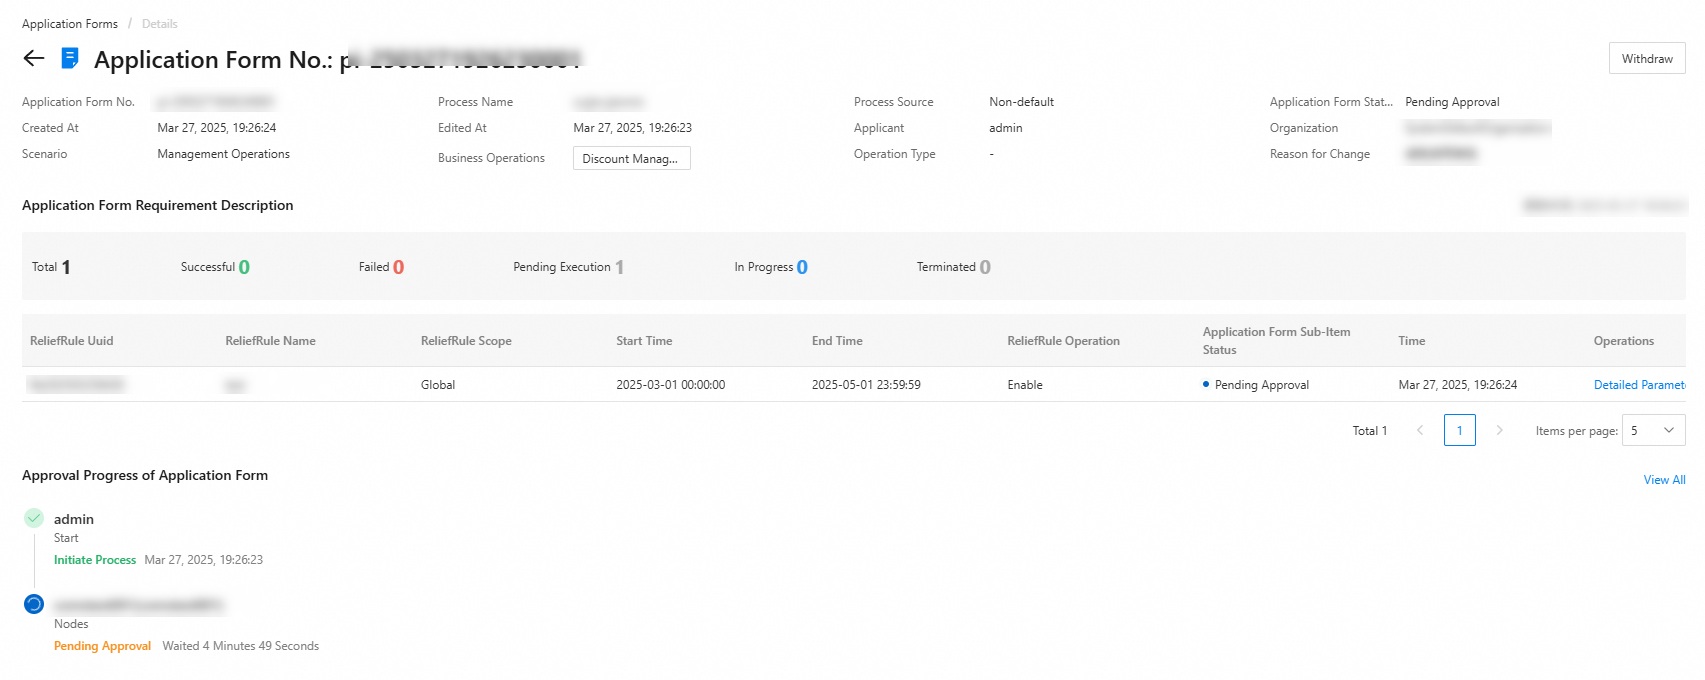 Application Forms / Details
Application Form No.:
Withdraw
Application Form No. Process Name Process Source Non-default Application Form Stat... Pending Approval
Created At Mar 27, 2025, 19:26:24 Edited At Mar 27, 2025, 19:26:23 Applicant admin Organization
Scenario Management Operations Business Operations Discount Manag... Operation Type - Reason for Change
Application Form Requirement Description
Total 1 Successful 0 Failed 0 Pending Execution 1 In Progress 0 Terminated 0
ReliefRule Uuid ReliefRule Name ReliefRule Scope Start Time End Time ReliefRule Operation Application Form Sub-Item Status Time Operations
Global 2025-03-01 00:00:00 2025-05-01 23:59:59 Enable Pending Approval Mar 27, 2025, 19:26:24 Detailed Paramet
Total 1 < 1 > Items per page: 5
Approval Progress of Application Form
View All
admin
Start
Initiate Process Mar 27, 2025, 19:26:23
Nodes
Pending Approval Waited 4 Minutes 49 Seconds